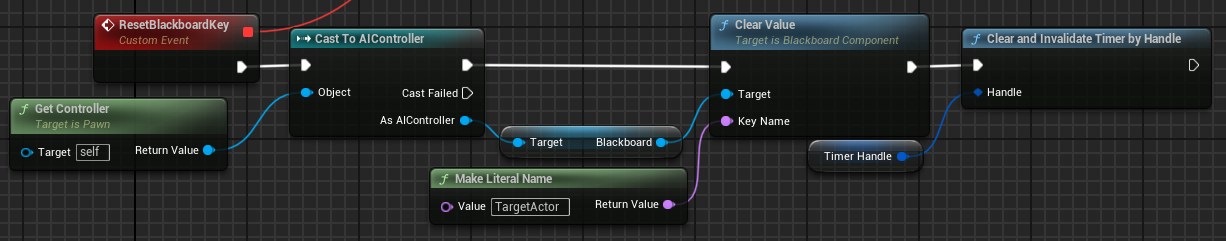 ResetBlackboardKey
Custom Event
Cast To AIController
Object
Cast Failed
As AIController
Get Controller
Target is Pawn
Target self Return Value
Target Blackboard
Make Literal Name
Value TargetActor Return Value
Clear Value
Target is Blackboard Component
Target
Key Name
Timer Handle
Clear and Invalidate Timer by Handle
Handle